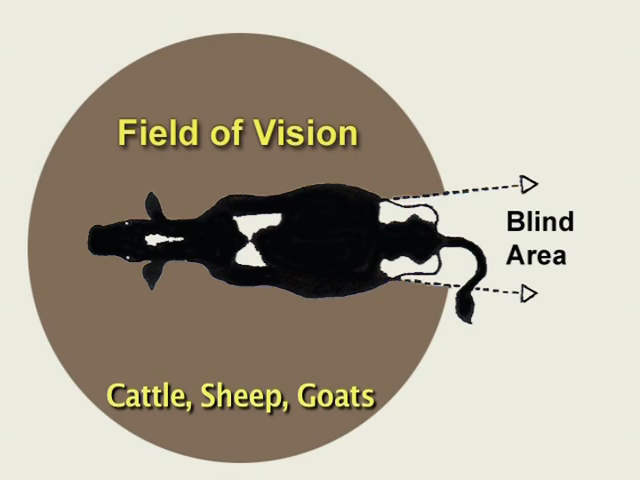 Field of Vision
Blind
Area
Cattle, Sheep, Goats